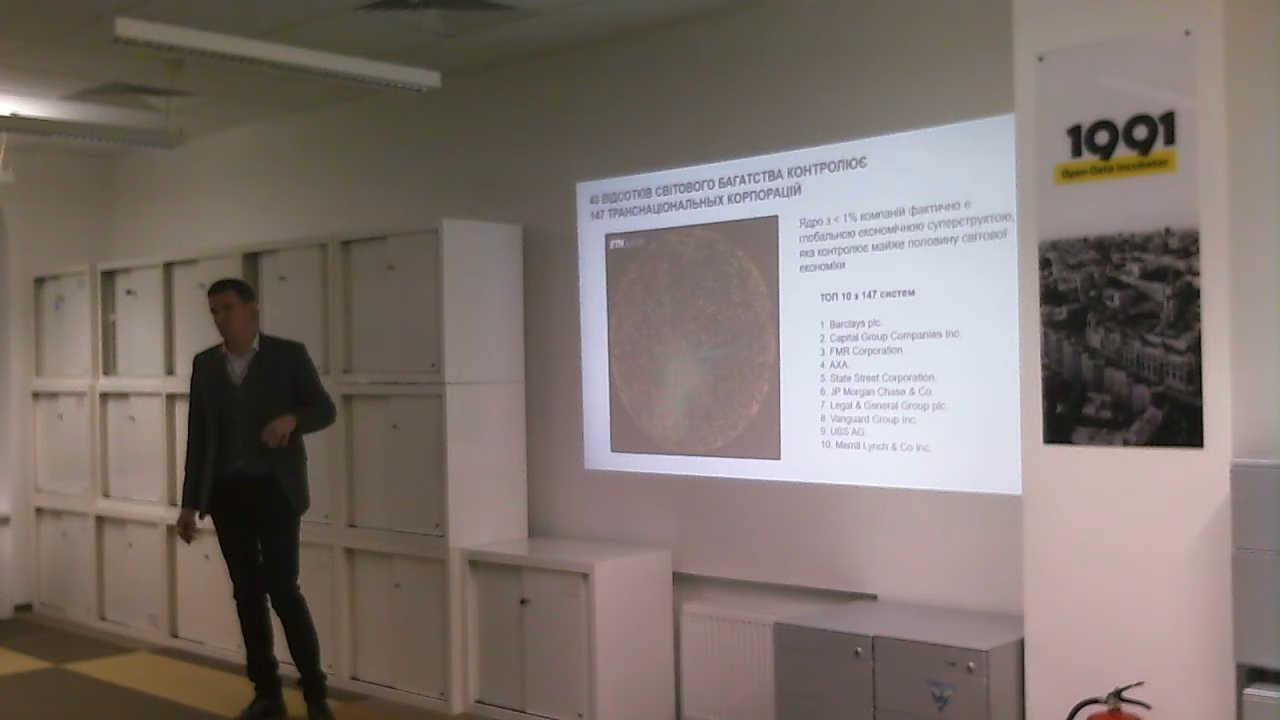 40 ВІДСОТКІВ СВІТОВОГО БАГАТСТВА КОНТРОЛЮЄ
147 ТРАНСНАЦІОНАЛЬНЫХ КОРПОРАЦІЙ
ETH
Ядро з < 1% компаній фактично є
глобальною економічною суперструктою,
яка контролює майже половину світової
економіки
ТОП 10 з 147 систем
1. Barclays plc.
2. Capital Group Companies Inc.
3. FMR Corporation.
4. AXA.
5. State Street Corporation
6. JP Morgan Chase & Co.
7. Legal & General Group plc
8. Vanguard Group Inc.
9. UBS AG
10. Merrill Lynch & Co Inc.
1991
Open Data Incubator